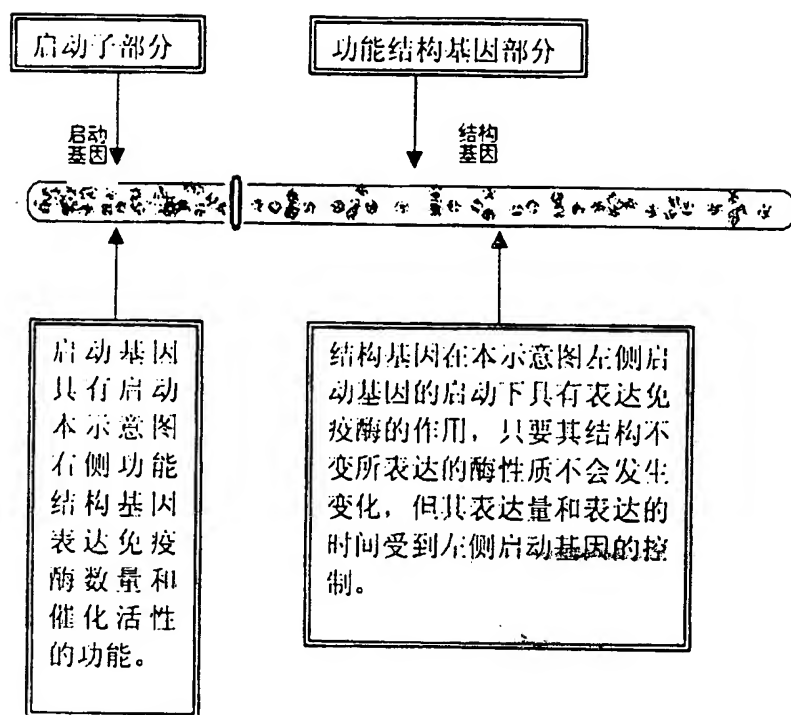 启动子部分
功能结构基因部分
启动
基因
结构
基因
启动基因
具有启动
本示意图
右侧功能
结构基因
表达免疫
酶数量和
催化活性
的功能。
结构基因在本示意图左侧启
动基因的启动下具有表达免
疫酶的作用，只要其结构不
变所表达的酶性质不会发生
变化，但其表达量和表达的
时间受到左侧启动基因的控
制。